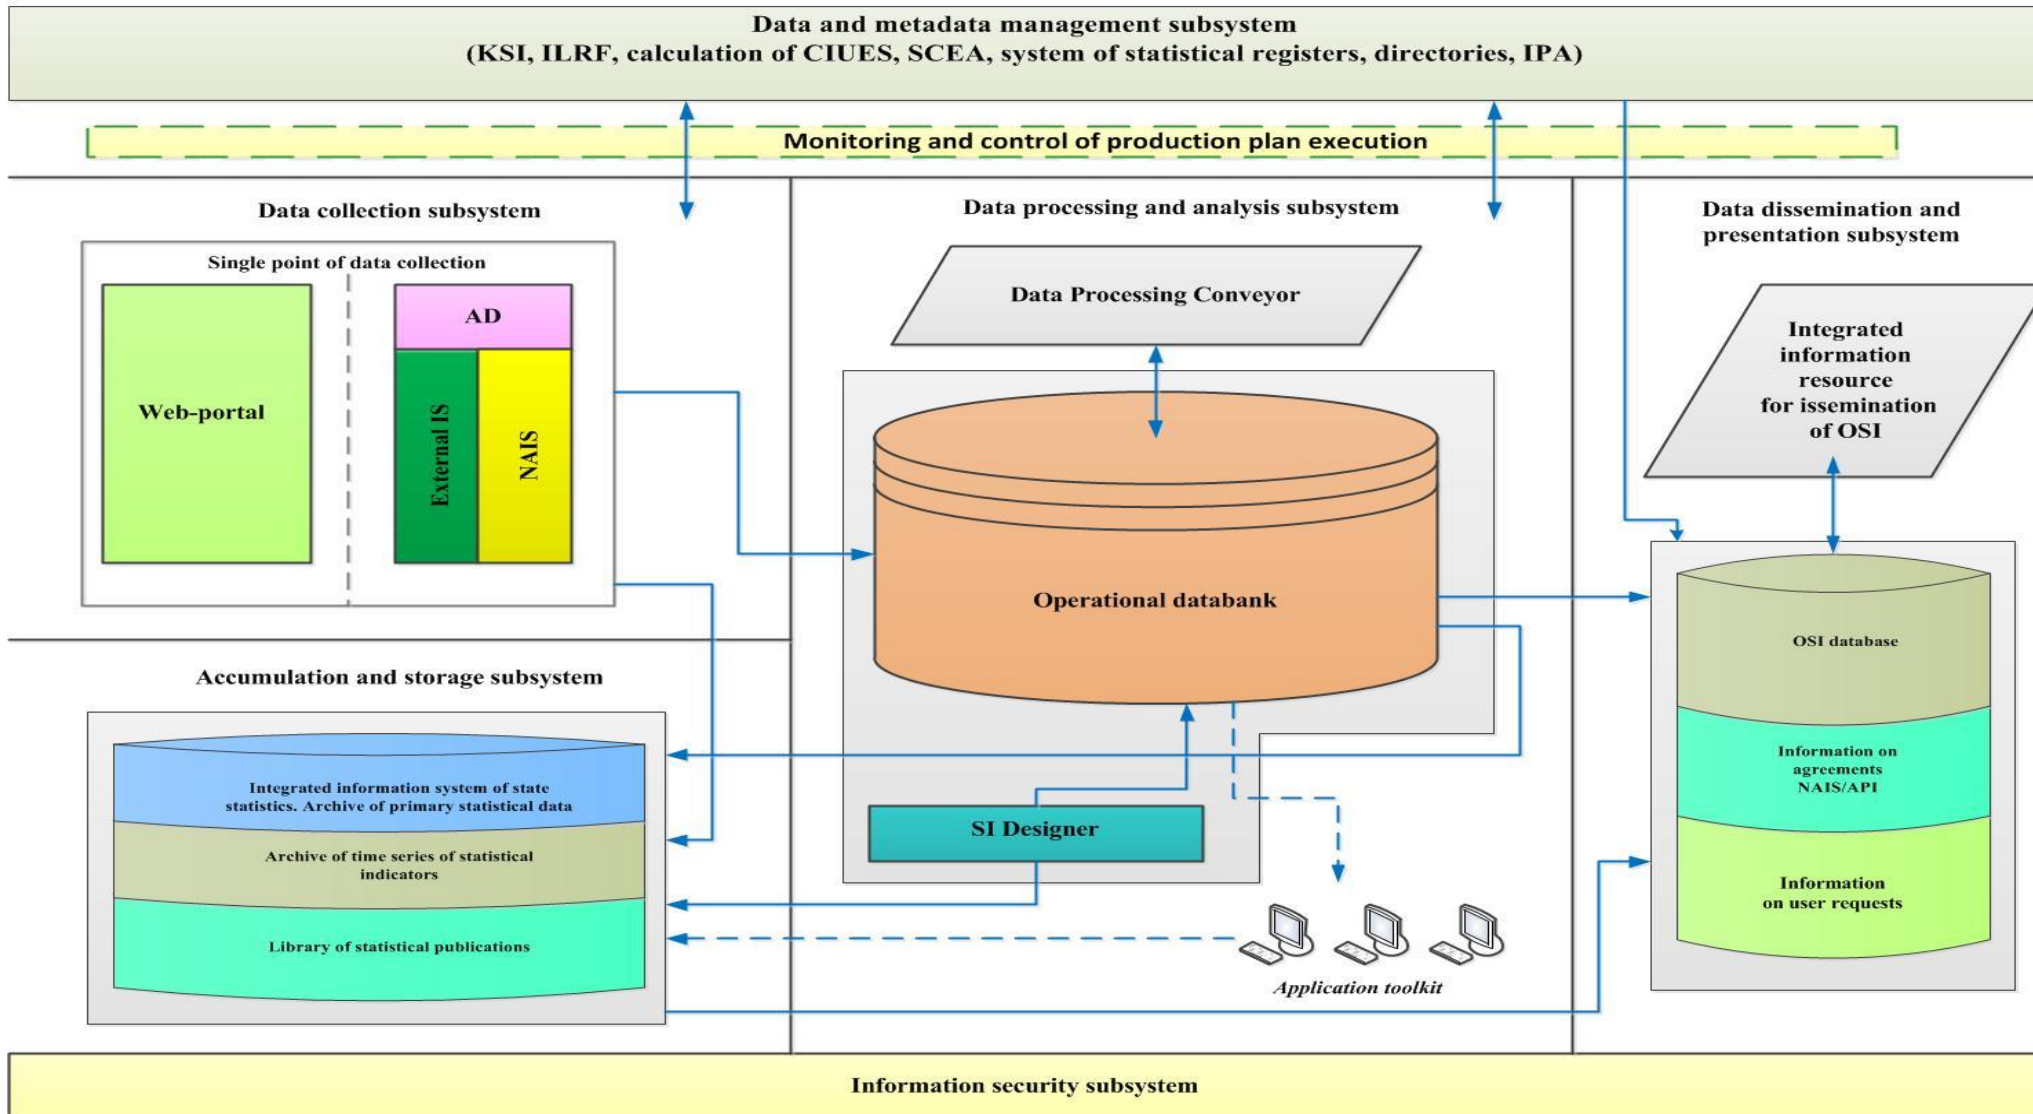 Data and metadata management subsystem
(KSI, ILRF, calculation of CIUES, SCEA, system of statistical registers, directories, IPA)
Monitoring and control of production plan execution
Data collection subsystem
Single point of data collection
Web-portal
AD
External IS
NAIS
Data processing and analysis subsystem
Data Processing Conveyor
Operational databank
SI Designer
Application toolkit
Data dissemination and
presentation subsystem
Integrated
information
resource
for issemination
of OSI
OSI database
Information on
agreements
NAIS/API
Information
on user requests
Accumulation and storage subsystem
Integrated information system of state
statistics. Archive of primary statistical data
Archive of time series of statistical
indicators
Library of statistical publications
Information security subsystem